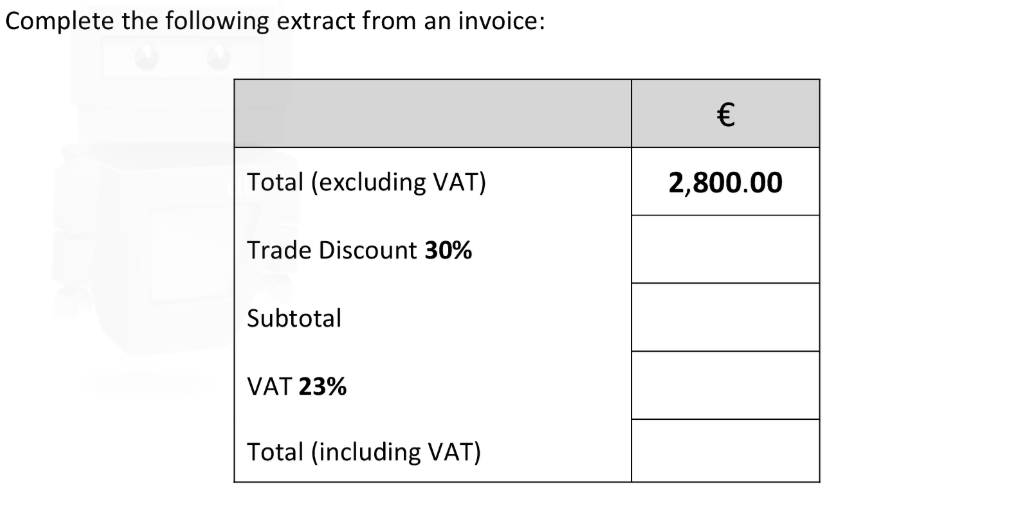 Complete the following extract from an invoice:
€
Total (excluding VAT) 2,800.00
Trade Discount 30%
Subtotal
VAT 23%
Total (including VAT)